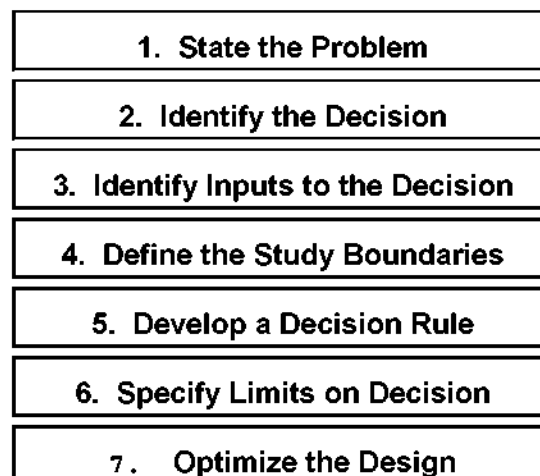 1. State the Problem
2. Identify the Decision
3. Identify Inputs to the Decision
4. Define the Study Boundaries
5. Develop a Decision Rule
6. Specify Limits on Decision
7. Optimize the Design